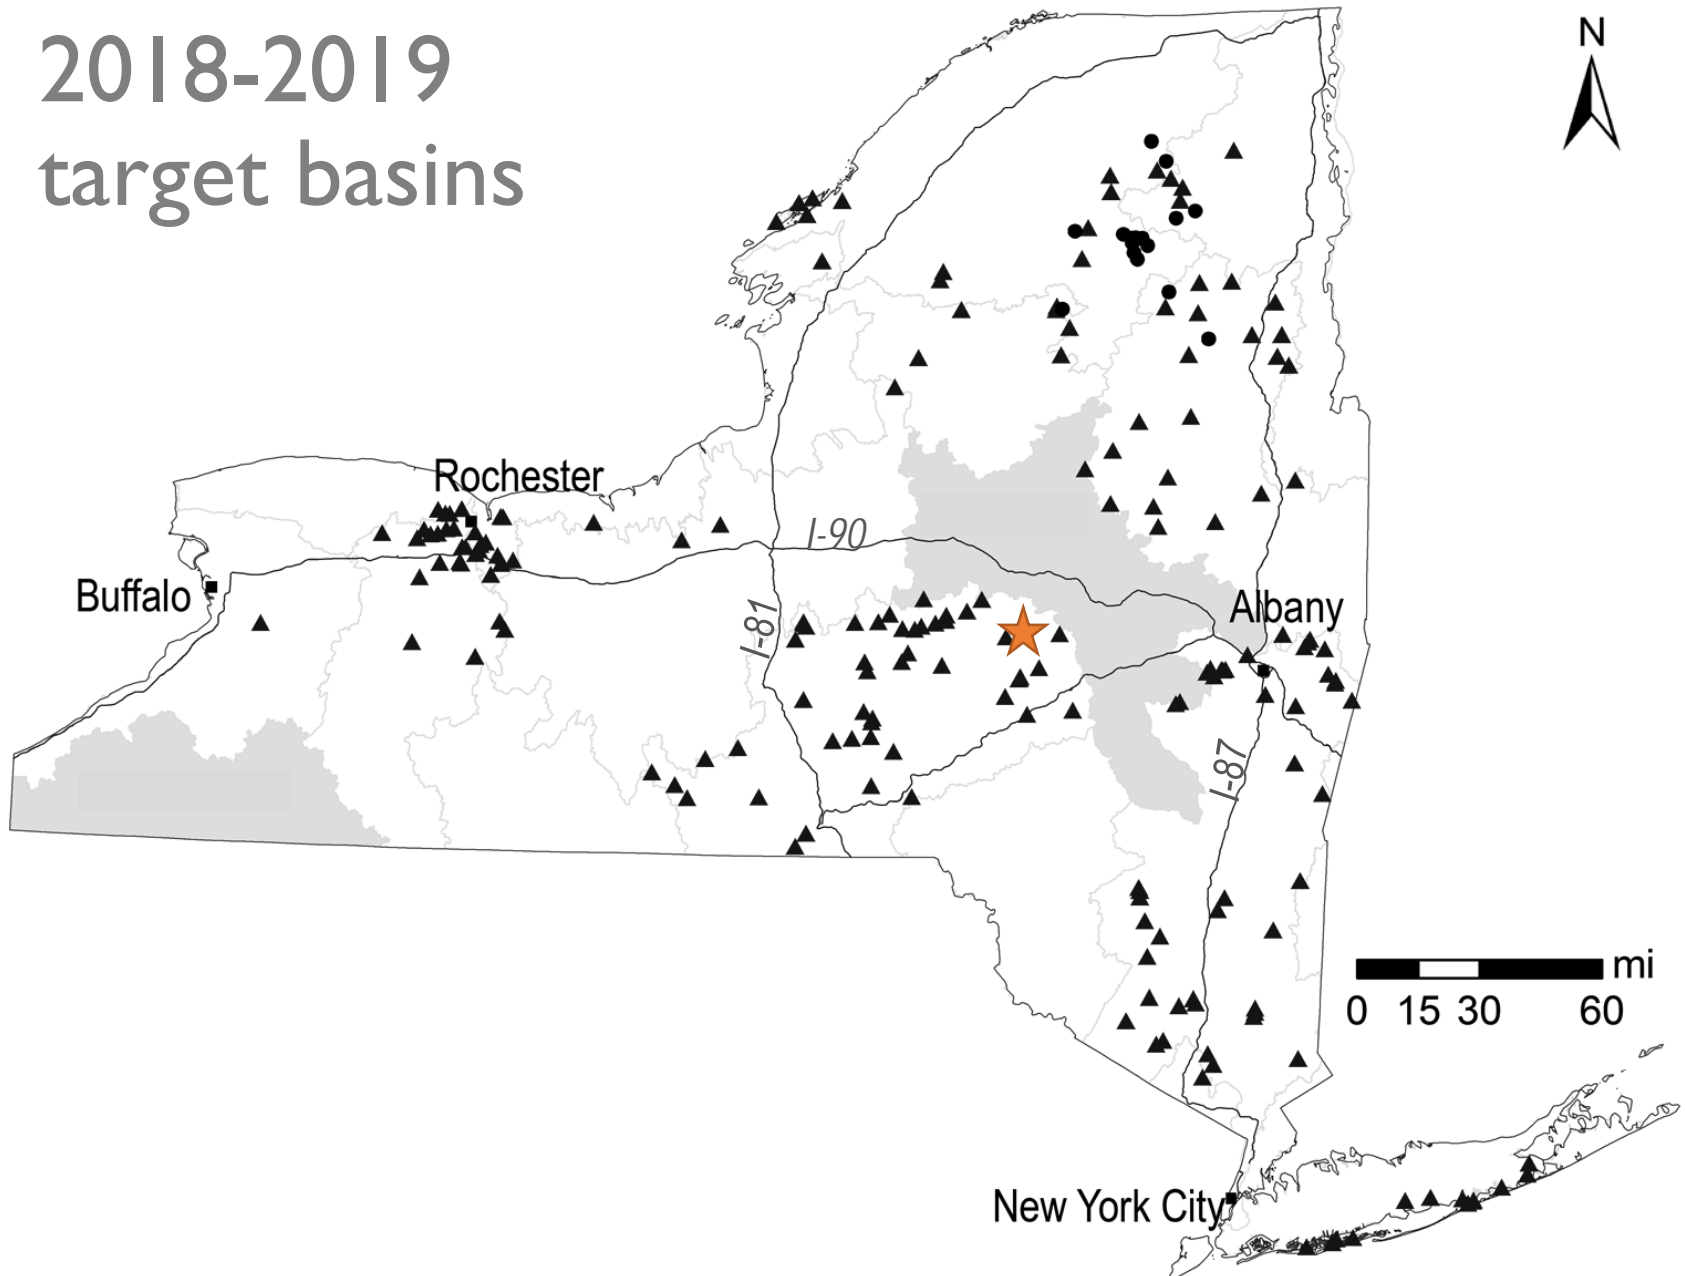 2018-2019
target basins
N
Rochester
I-90
Buffalo
I-81
Albany
I-87
mi
0 15 30 60
New York City